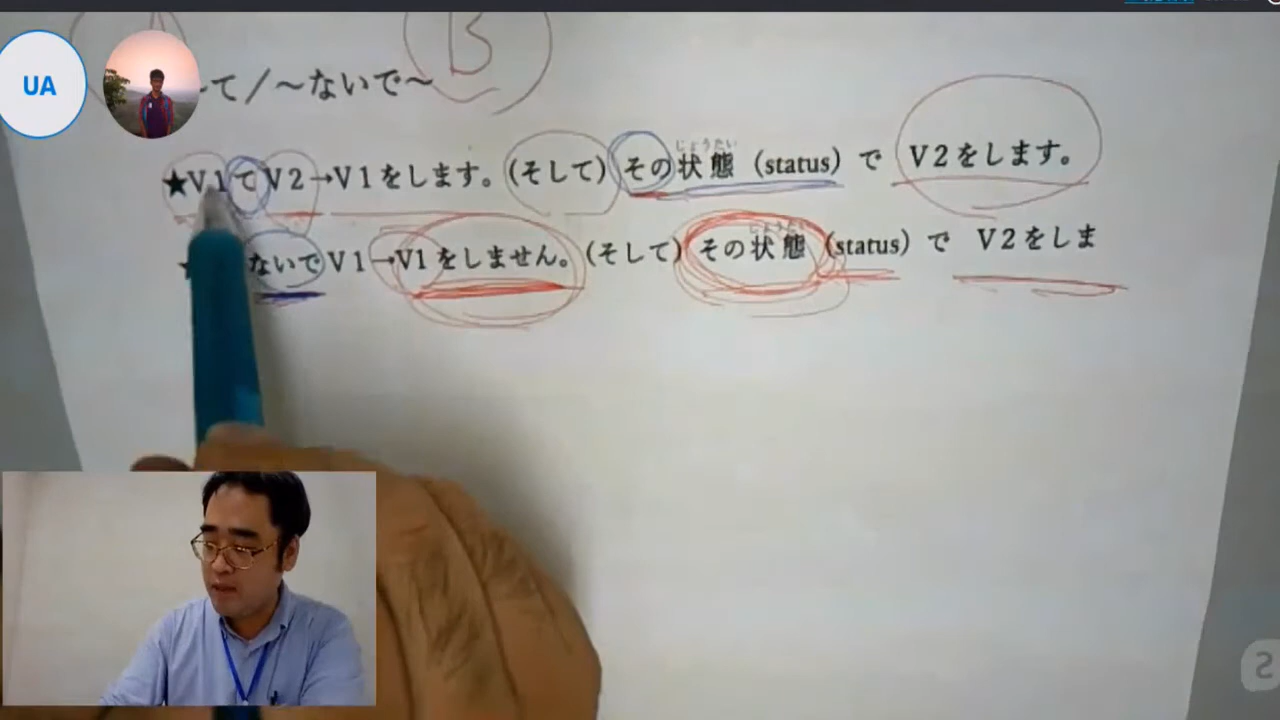 B
UA
て/～ないで～
★V1てV2→V1をします。(そして)その状態(status)で V2をします。
じょうたい
ないでV1→V1をしません。(そして)その状態(status)で V2をしま
じょうたい